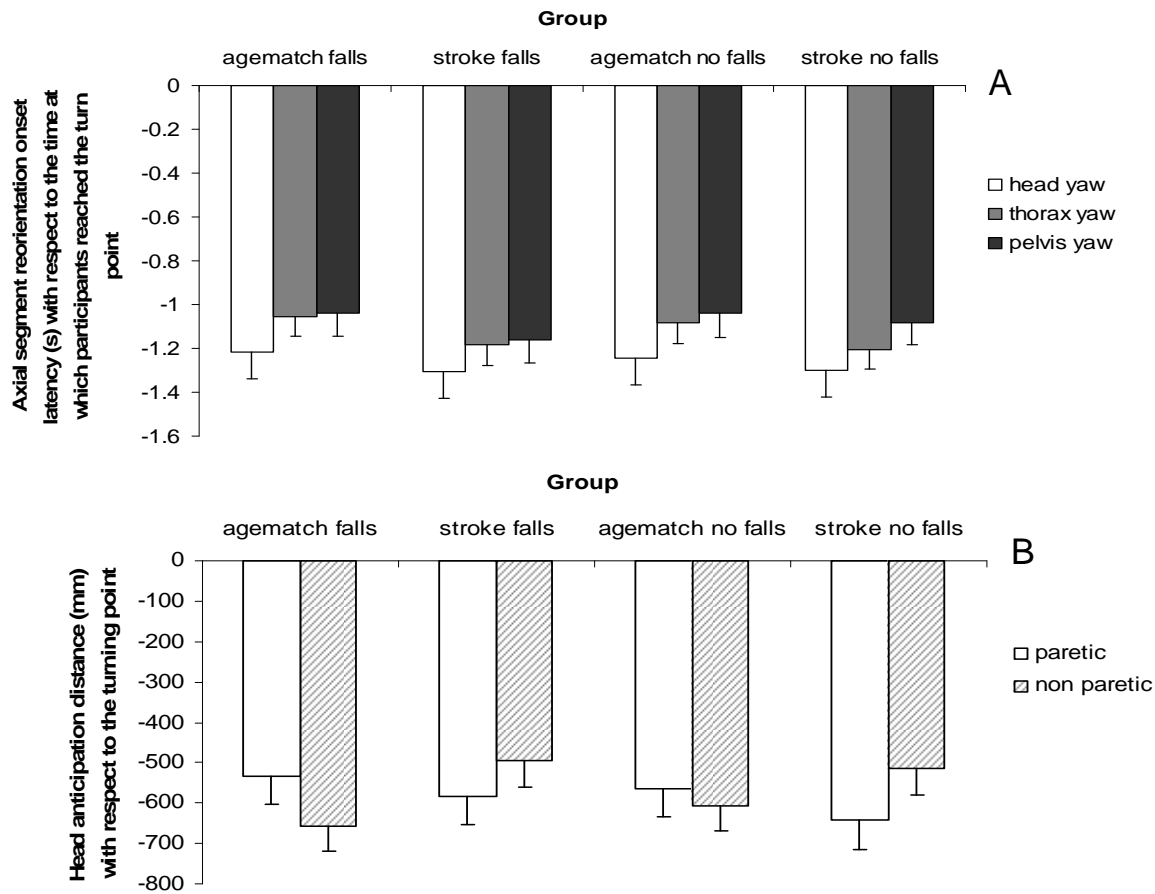 Group
agematch falls stroke falls agematch no falls stroke no falls
A
Axial segment reorientation onset
latency (s) with respect to the time at
which participants reached the turn
point
0
-0.2
-0.4
-0.6
-0.8
-1
-1.2
-1.4
-1.6
head yaw
thorax yaw
pelvis yaw
Group
agematch falls stroke falls agematch no falls stroke no falls
B
Head anticipation distance (mm)
with respect to the turning point
0
-100
-200
-300
-400
-500
-600
-700
-800
paretic
non paretic